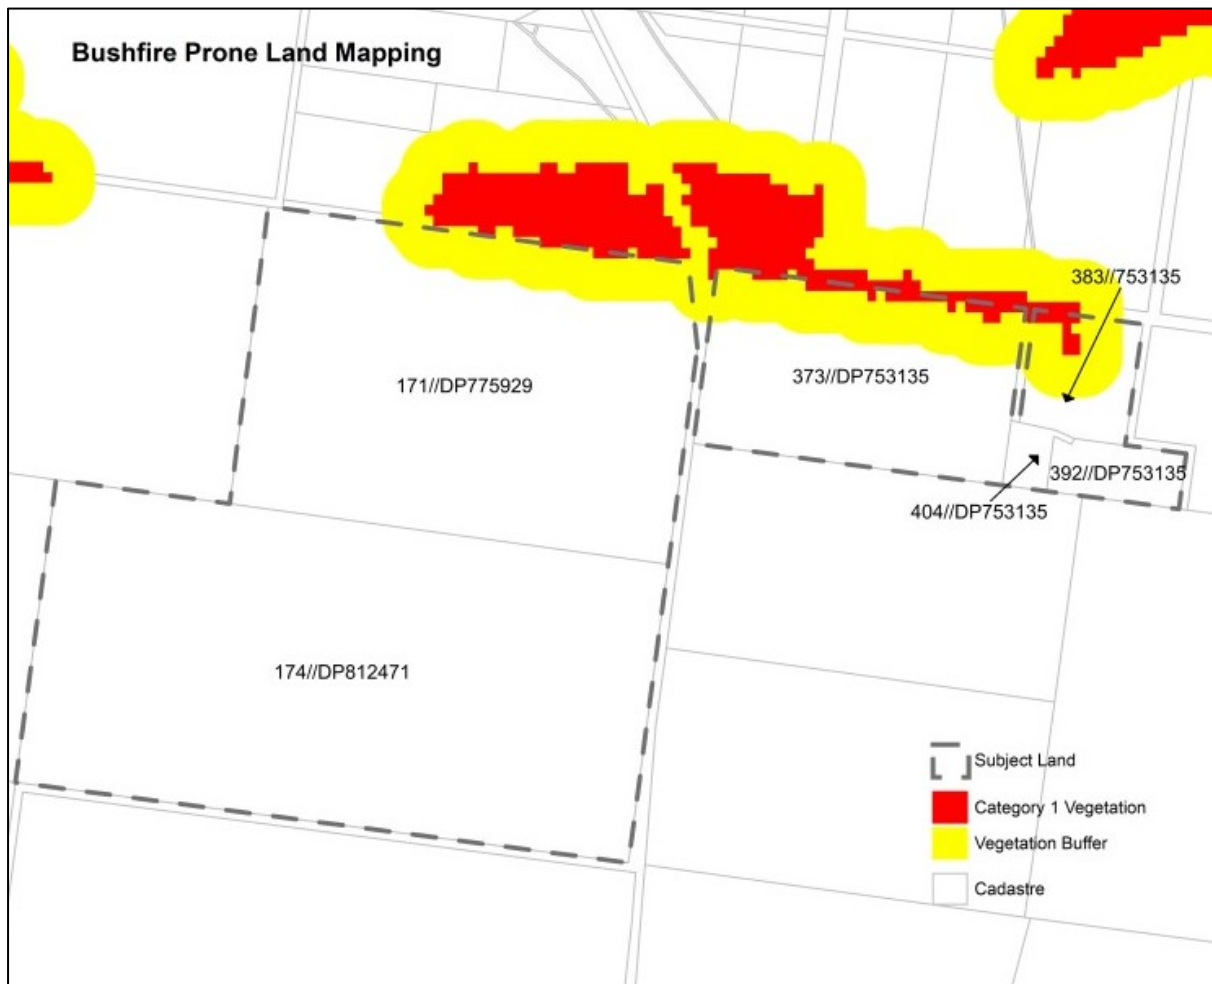 Bushfire Prone Land Mapping
383//753135
171//DP775929
373//DP753135
392//DP753135
404//DP753135
174//DP812471
Subject Land
Category 1 Vegetation
Vegetation Buffer
Cadastre